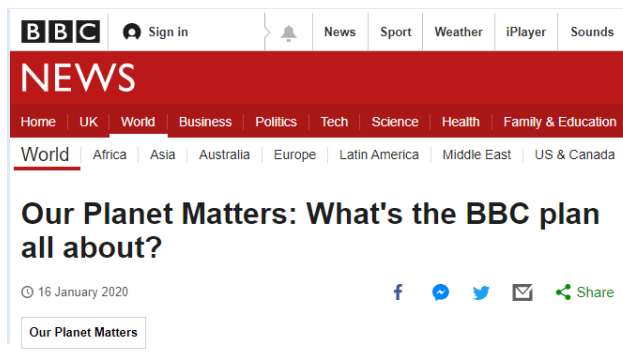 BBC Sign in News Sport Weather iPlayer Sounds
NEWS
Home UK World Business Politics Tech Science Health Family & Education
World Africa Asia Australia Europe Latin America Middle East US & Canada
Our Planet Matters: What's the BBC plan
all about?
16 January 2020 Share
Our Planet Matters